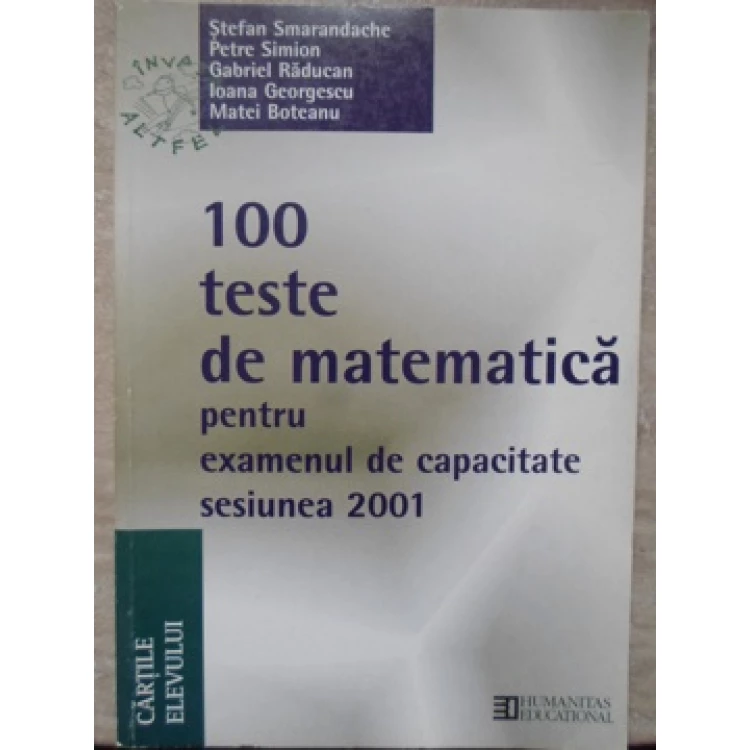 Ștefan Smarandache
Petre Simion
Gabriel Răducan
Ioana Georgescu
Matei Boteanu
100
teste
de matematică
pentru
examenul de capacitate
sesiunea 2001
CĂRȚILE
ELEVULUI
HUMANITAS
EDUCATIONAL